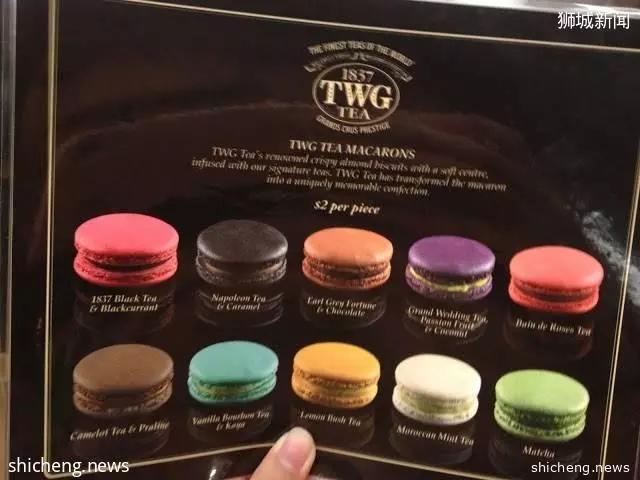 狮城新闻
THE FINEST TEAS OF THE WORLD
1837
TWG
TEA
GRANDS CRUS PRESTIGE
TWG TEA MACARONS
TWG Tea's renowned crispy almond biscuits with a soft centre,
infused with our signature teas. TWG Tea has transformed the macaron
into a uniquely memorable confection.
$2 per piece
1837 Black Tea
& Blackcurrant
Napoleon Tea
& Caramel
Earl Grey Fortune
& Chocolate
Grand Wedding Tea,
Passion Fruit
& Coconut
Bain de Roses Tea
Camelot Tea & Praline
Vanilla Bourbon Tea
& Kaya
Lemon Bush Tea
Moroccan Mint Tea
Matcha
shicheng.news
shicheng.news